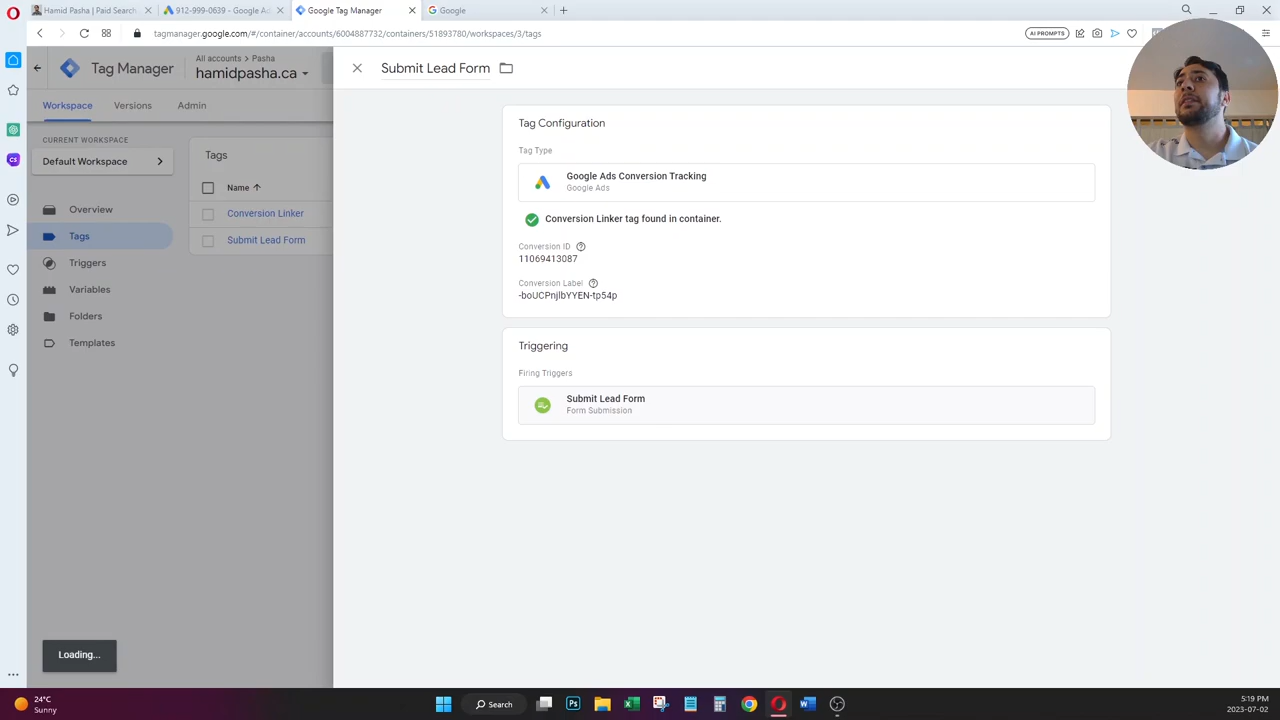 Hamid Pasha | Paid Search
912-999-0639 - Google Ads
Google Tag Manager
Google
tagmanager.google.com/#/container/accounts/6004887732/containers/51893780/workspaces/3/tags
AI PROMPTS
Tag Manager
All accounts > Pasha
hamidpasha.ca
Submit Lead Form
Workspace
Versions
Admin
CURRENT WORKSPACE
Default Workspace
Overview
Tags
Triggers
Variables
Folders
Templates
Tags
Name
Conversion Linker
Submit Lead Form
Tag Configuration
Tag Type
Google Ads Conversion Tracking
Google Ads
Conversion Linker tag found in container.
Conversion ID
11069413087
Conversion Label
-boUCPnjlbYYEN-tp54p
Triggering
Firing Triggers
Submit Lead Form
Form Submission
Loading...
24°C
Sunny
Search
5:19 PM
2023-07-02